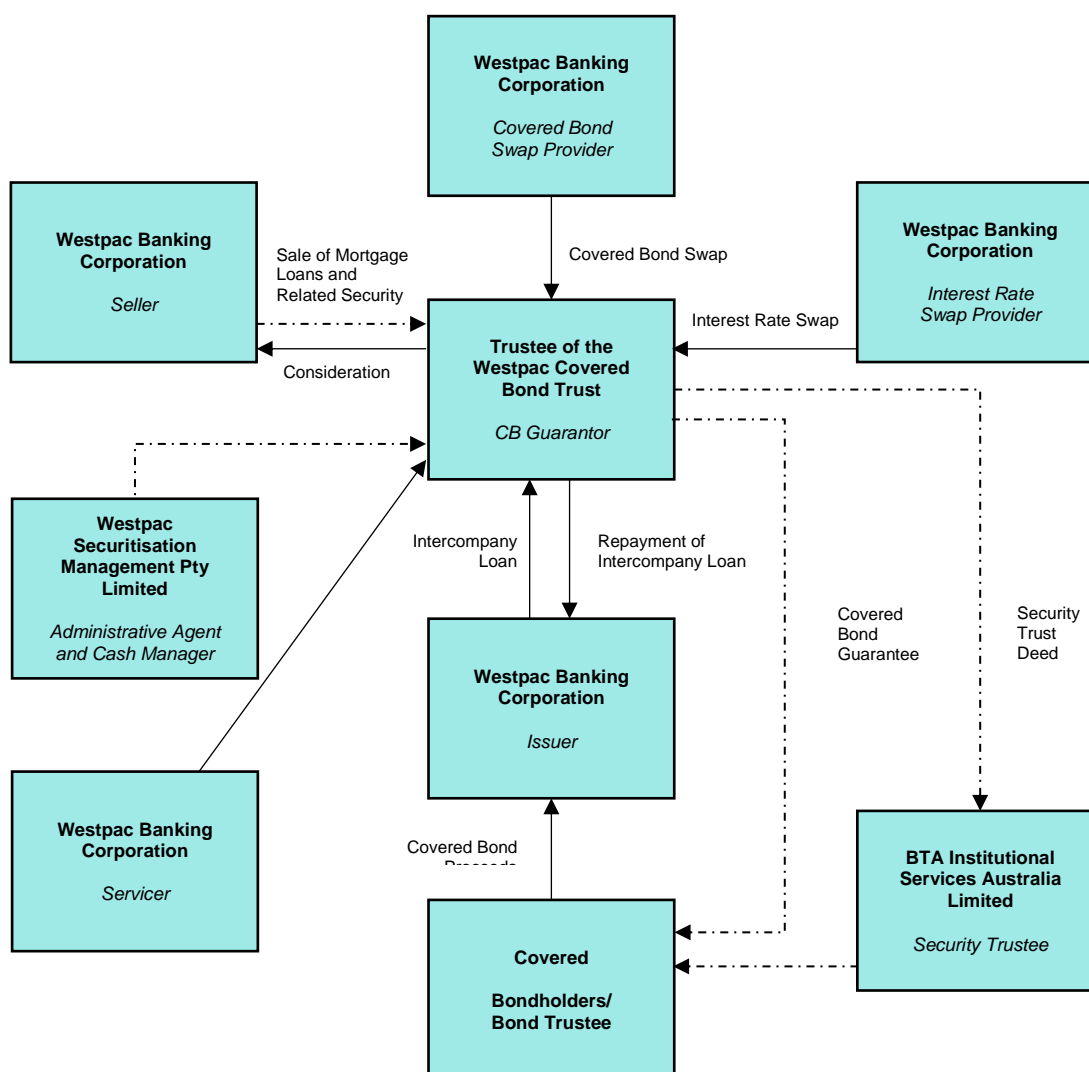 Westpac Banking
Corporation
Covered Bond
Swap Provider
Westpac Banking
Corporation
Seller
Sale of Mortgage
Loans and
Related Security
Covered Bond Swap
Westpac Banking
Corporation
Interest Rate
Swap Provider
Interest Rate Swap
Consideration
Trustee of the
Westpac Covered
Bond Trust
CB Guarantor
Westpac
Securitisation
Management Pty
Limited
Administrative Agent
and Cash Manager
Intercompany
Loan
Repayment of
Intercompany Loan
Covered
Bond
Guarantee
Security
Trust
Deed
Westpac Banking
Corporation
Issuer
Westpac Banking
Corporation
Servicer
Covered Bond
Proceeds
BTA Institutional
Services Australia
Limited
Security Trustee
Covered
Bondholders/
Bond Trustee